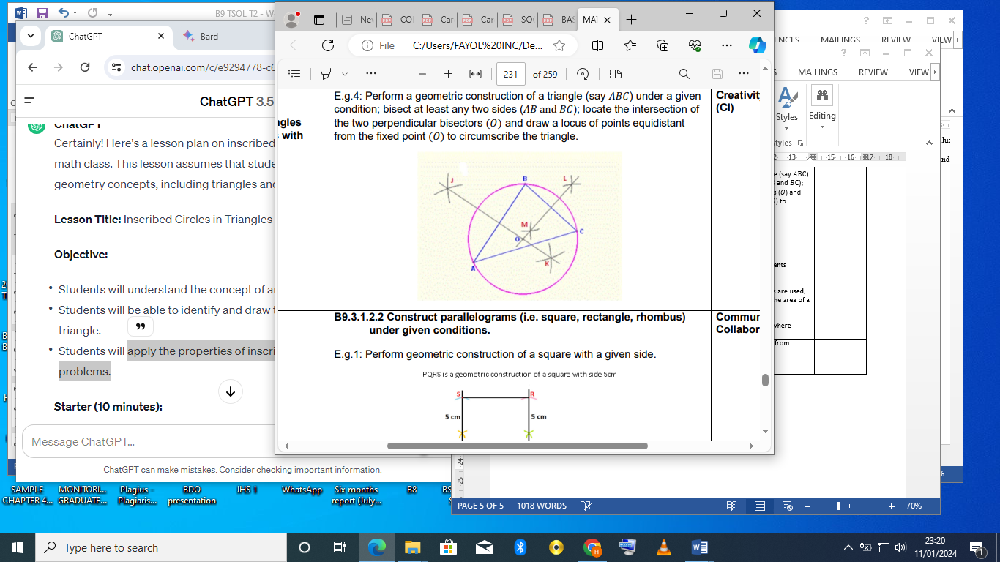 B9 TSOL T2 - W
ChatGPT
Bard
chat.openai.com/c/e9294778-c6
ChatGPT 3.5
ChatGPT
Certainly! Here's a lesson plan on inscribed
math class. This lesson assumes that stude
geometry concepts, including triangles and
Lesson Title: Inscribed Circles in Triangles
Objective:
Students will understand the concept of a
Students will be able to identify and draw t
triangle.
Students will apply the properties of inscri
problems.
Starter (10 minutes):
Message ChatGPT...
ChatGPT can make mistakes. Consider checking important information.
Ne
CO
Car
Car
SO
BAS
MAT
File
C:/Users/FAYOL%20INC/De...
231 of 259
ngles
with
E.g.4: Perform a geometric construction of a triangle (say ABC) under a given
condition; bisect at least any two sides (AB and BC); locate the intersection of
the two perpendicular bisectors (O) and draw a locus of points equidistant
from the fixed point (O) to circumscribe the triangle.
Creativit
(CI)
J
B
L
M
O
C
K
A
B9.3.1.2.2 Construct parallelograms (i.e. square, rectangle, rhombus)
under given conditions.
Commur
Collabor
E.g.1: Perform geometric construction of a square with a given side.
PQRS is a geometric construction of a square with side 5cm
S
R
5 cm
5 cm
ENCES MAILINGS REVIEW VIEW
S MAILINGS REVIEW VIEW
Styles
Editing
Styles
15 16 17 18
e (say ABC)
and BC);
s (O) and
) to
ents
s are used,
the area of a
where
from
and
24
25
PAGE 5 OF 5 1018 WORDS
70%
SAMPLE CHAPTER 4...
MONITORI... GRADUATE...
Plagius - Plagiaris...
BDO presentation
JHS 1
WhatsApp
Six months report (July...
B8
Type here to search
23:20
11/01/2024
1